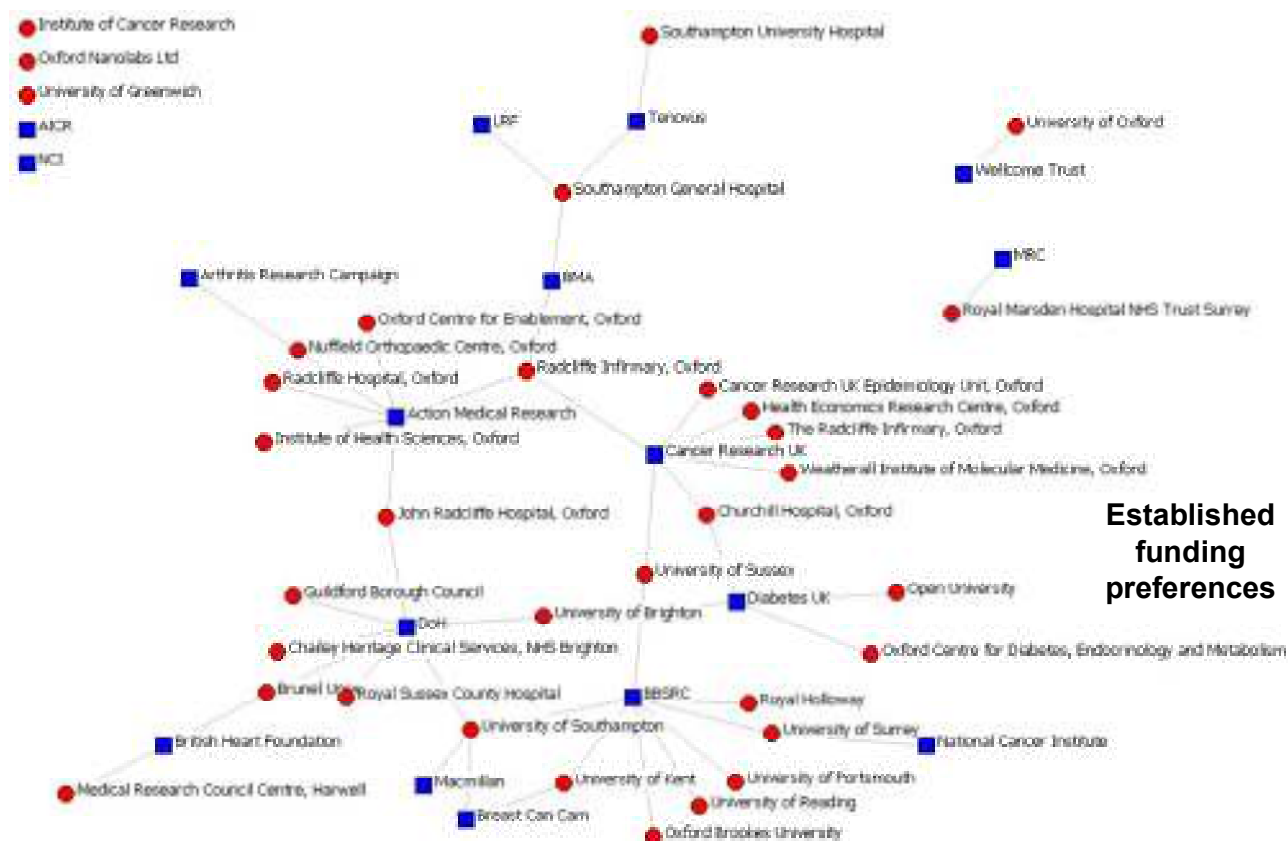 Institute of Cancer Research
Southampton University Hospital
Oxford Nanolabs Ltd
University of Greenwich
AICR
URF
Tenovus
University of Oxford
NCI
Wellcome Trust
Southampton General Hospital
MRC
Arthritis Research Campaign
BMA
Royal Marsden Hospital NHS Trust Surrey
Oxford Centre for Enablement, Oxford
Nuffield Orthopaedic Centre, Oxford
Radcliffe Infirmary, Oxford
Radcliffe Hospital, Oxford
Cancer Research UK Epidemiology Unit, Oxford
Health Economics Research Centre, Oxford
Action Medical Research
The Radcliffe Infirmary, Oxford
Institute of Health Sciences, Oxford
Cancer Research UK
Weatherall Institute of Molecular Medicine, Oxford
John Radcliffe Hospital, Oxford
Churchill Hospital, Oxford
Established
funding
preferences
University of Sussex
Guildford Borough Council
Diabetes UK
Open University
University of Brighton
DoH
Chailey Heritage Clinical Services, NHS Brighton
Oxford Centre for Diabetes, Endocrinology and Metabolism
Brunel
Royal Sussex County Hospital
BBSRC
Royal Holloway
University of Southampton
University of Surrey
British Heart Foundation
National Cancer Institute
Macmillan
University of Kent
University of Portsmouth
Medical Research Council Centre, Harwell
University of Reading
Breast Can Cam
Oxford Brookes University